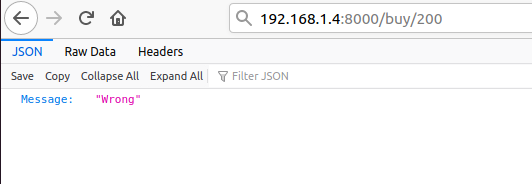 192.168.1.4:8000/buy/200
JSON Raw Data Headers
Save Copy Collapse All Expand All Filter JSON
Message: "Wrong"